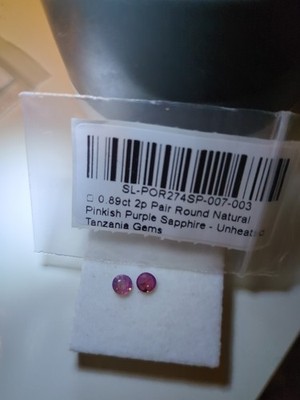 SL-POR274SP-007-003
□ 0.89ct 2p Pair Round Natural
Pinkish Purple Sapphire - Unheated
Tanzania Gems